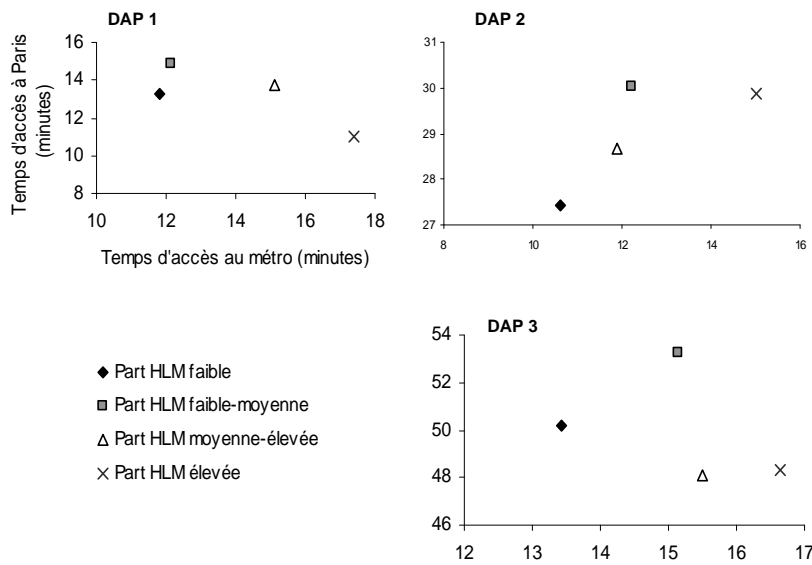 DAP 1
Temps d'accès à Paris
(minutes)
16
14
12
10
8
10 12 14 16 18
Temps d'accès au métro (minutes)
DAP 2
31
30
29
28
27
8 10 12 14 16
DAP 3
54
52
50
48
46
12 13 14 15 16 17
Part HLM faible
Part HLM faible-moyenne
Part HLM moyenne-élevée
Part HLM élevée